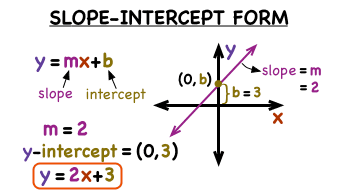 SLOPE-INTERCEPT FORM
y = mx+b
slope intercept
m = 2
y-intercept = (0,3)
y = 2x+3
y
(0,b)
slope = m
= 2
b = 3
x